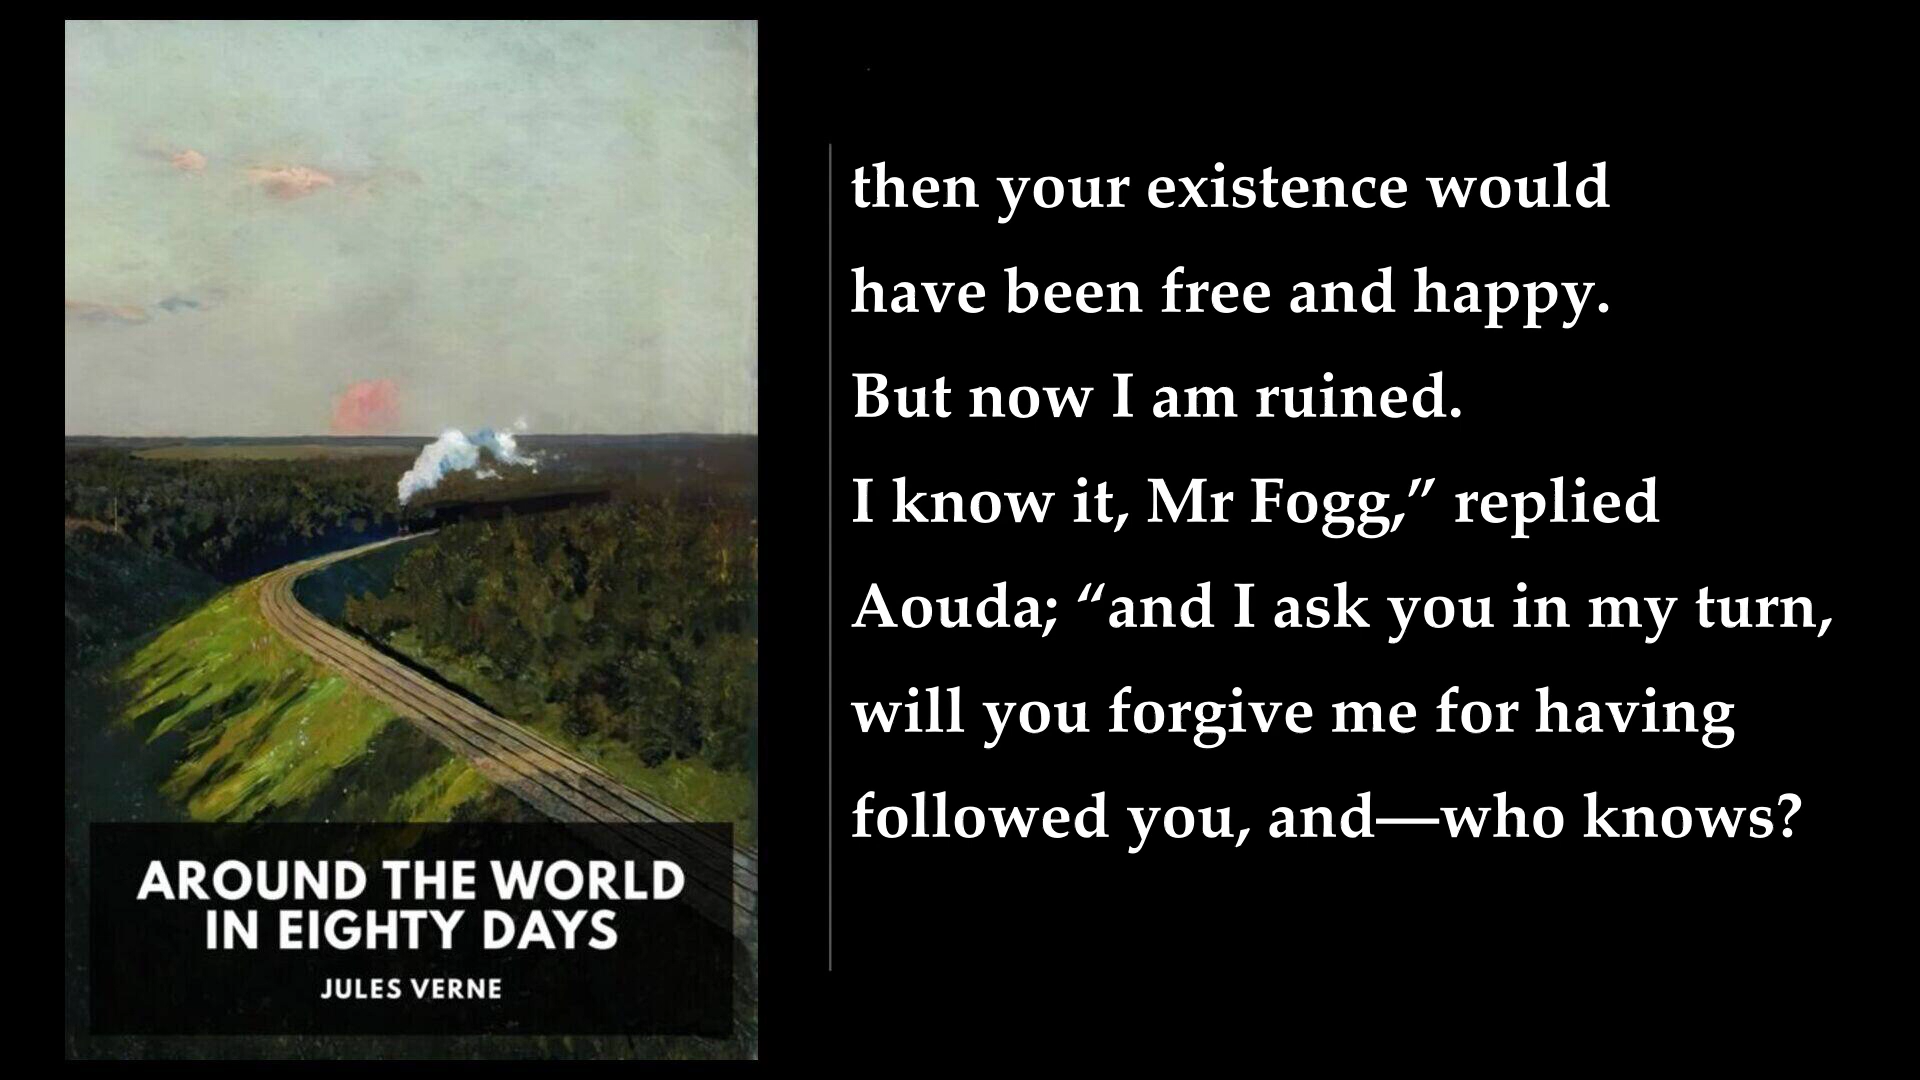 AROUND THE WORLD
IN EIGHTY DAYS
JULES VERNE
then your existence would
have been free and happy.
But now I am ruined.
I know it, Mr Fogg,” replied
Aouda; “and I ask you in my turn,
will you forgive me for having
followed you, and—who knows?